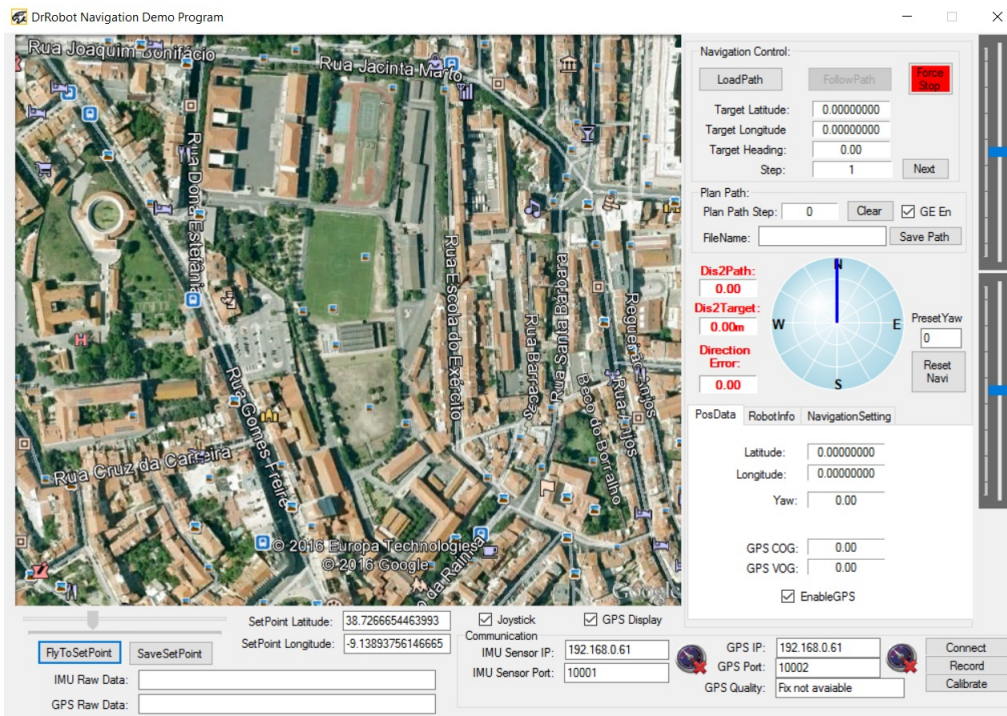 DrRobot Navigation Demo Program
Rua Joaquim Bonifácio
Rua Jacinta Marto
Rua Dona Estefânia
Rua Escola do Exército
Rua Santa Bárbara
Rua Barracas
Regueirão Anjos
Rua Anjos
Beco do Borralho
Rua Gomes Freire
Rua Cruz da Carreira
da Rainha
© 2016 Europa Technologies
© 2016 Google
Google
Navigation Control:
LoadPath
FollowPath
Force Stop
Target Latitude: 0.00000000
Target Longitude 0.00000000
Target Heading: 0.00
Step: 1
Next
Plan Path:
Plan Path Step: 0
Clear
GE En
FileName:
Save Path
Dis2Path:
0.00
Dis2Target:
0.00m
Direction
Error:
0.00
N
W
E
S
PresetYaw
0
Reset
Navi
PosData RobotInfo NavigationSetting
Latitude: 0.00000000
Longitude: 0.00000000
Yaw: 0.00
GPS COG: 0.00
GPS VOG: 0.00
EnableGPS
FlyToSetPoint
SaveSetPoint
SetPoint Latitude: 38.7266654463993
SetPoint Longitude: -9.13893756146665
Joystick
GPS Display
IMU Raw Data:
GPS Raw Data:
Communication
IMU Sensor IP: 192.168.0.61
IMU Sensor Port: 10001
GPS IP: 192.168.0.61
GPS Port: 10002
GPS Quality: Fix not avaiable
Connect
Record
Calibrate